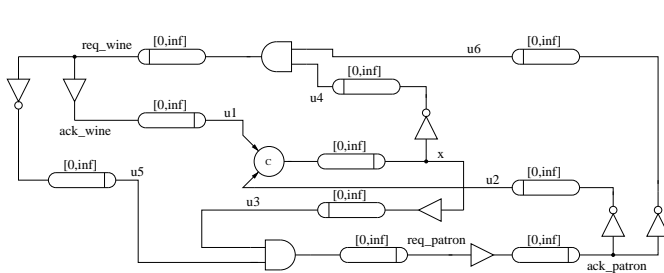 [0,inf]
[0,inf]
req_wine
u6
[0,inf]
u4
[0,inf]
u1
ack_wine
[0,inf]
C
x
[0,inf]
u5
[0,inf]
u2
[0,inf]
u3
[0,inf]
req_patron
[0,inf]
ack_patron